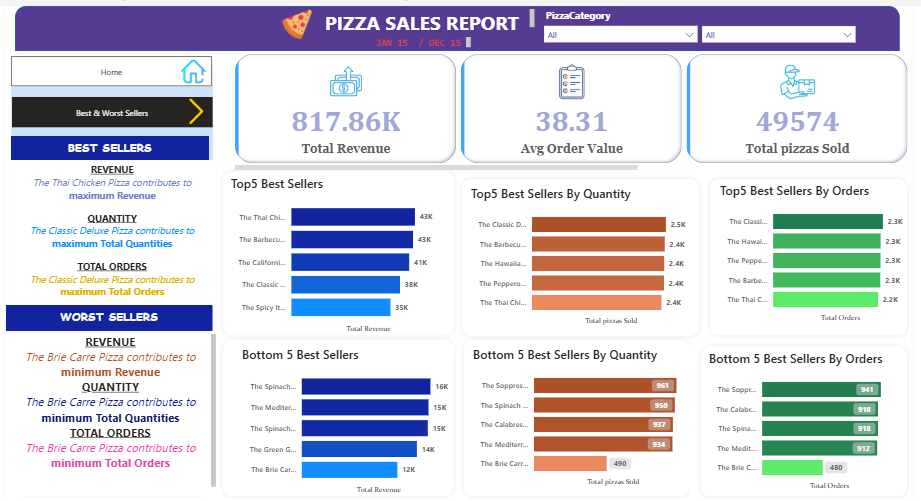 PIZZA SALES REPORT
JAN 15 / DEC 15
PizzaCategory
All
All
Home
Best & Worst Sellers
BEST SELLERS
REVENUE
The Thai Chicken Pizza contributes to
maximum Revenue
QUANTITY
The Classic Deluxe Pizza contributes to
maximum Total Quantities
TOTAL ORDERS
The Classic Deluxe Pizza contributes to
maximum Total Orders
WORST SELLERS
REVENUE
The Brie Carre Pizza contributes to
minimum Revenue
QUANTITY
The Brie Carre Pizza contributes to
minimum Total Quantities
TOTAL ORDERS
The Brie Carre Pizza contributes to
minimum Total Orders
817.86K
Total Revenue
38.31
Avg Order Value
49574
Total pizzas Sold
Top5 Best Sellers
The Thai Chi... 43K
The Barbecu... 43K
The Californi... 41K
The Classic ... 38K
The Spicy It... 35K
Total Revenue
Top5 Best Sellers By Quantity
The Classic D... 2.5K
The Barbecu... 2.4K
The Hawaiia... 2.4K
The Peppero... 2.4K
The Thai Chi... 2.4K
Total pizzas Sold
Top5 Best Sellers By Orders
The Classi... 2.3K
The Hawai... 2.3K
The Peppe... 2.3K
The Barbe... 2.3K
The Thai C... 2.2K
Total Orders
Bottom 5 Best Sellers
The Spinach... 16K
The Mediter... 15K
The Spinach... 15K
The Green G... 14K
The Brie Car... 12K
Total Revenue
Bottom 5 Best Sellers By Quantity
The Soppres... 961
The Spinach ... 950
The Calabres... 937
The Mediterr... 934
The Brie Carr... 490
Total pizzas Sold
Bottom 5 Best Sellers By Orders
The Soppr... 941
The Calabr... 918
The Spina... 918
The Medit... 912
The Brie C... 480
Total Orders